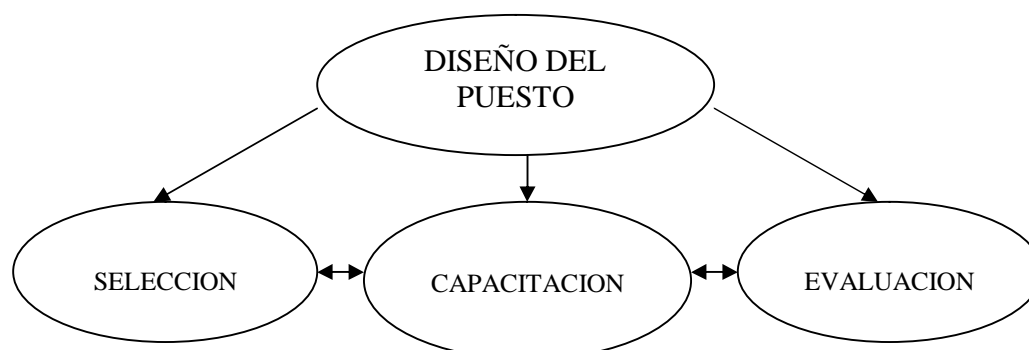 DISEÑO DEL
PUESTO
SELECCION
CAPACITACION
EVALUACION